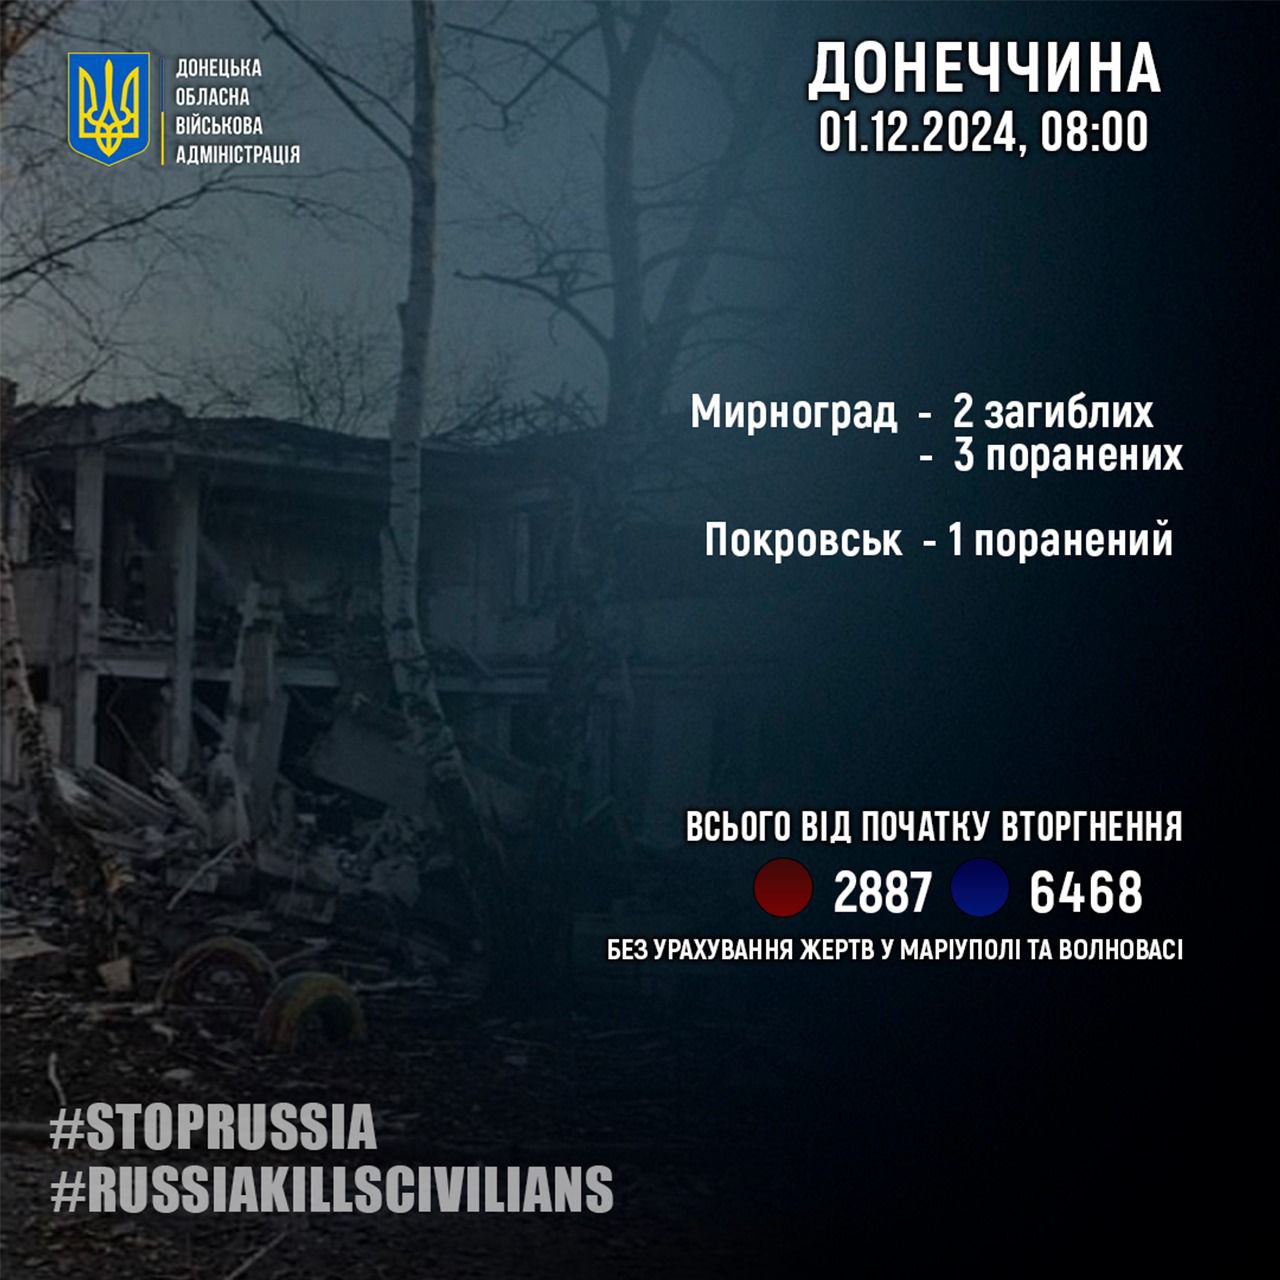 ДОНЕЦЬКА
ОБЛАСНА
ВІЙСЬКОВА
АДМІНІСТРАЦІЯ
ДОНЕЧЧИНА
01.12.2024, 08:00
Мирноград - 2 загиблих
- 3 поранених
Покровськ - 1 поранений
ВСЬОГО ВІД ПОЧАТКУ ВТОРГНЕННЯ
2887 6468
БЕЗ УРАХУВАННЯ ЖЕРТВ У МАРІУПОЛІ ТА ВОЛНОВАСІ
#STOPRUSSIA
#RUSSIAKILLSCIVILIANS